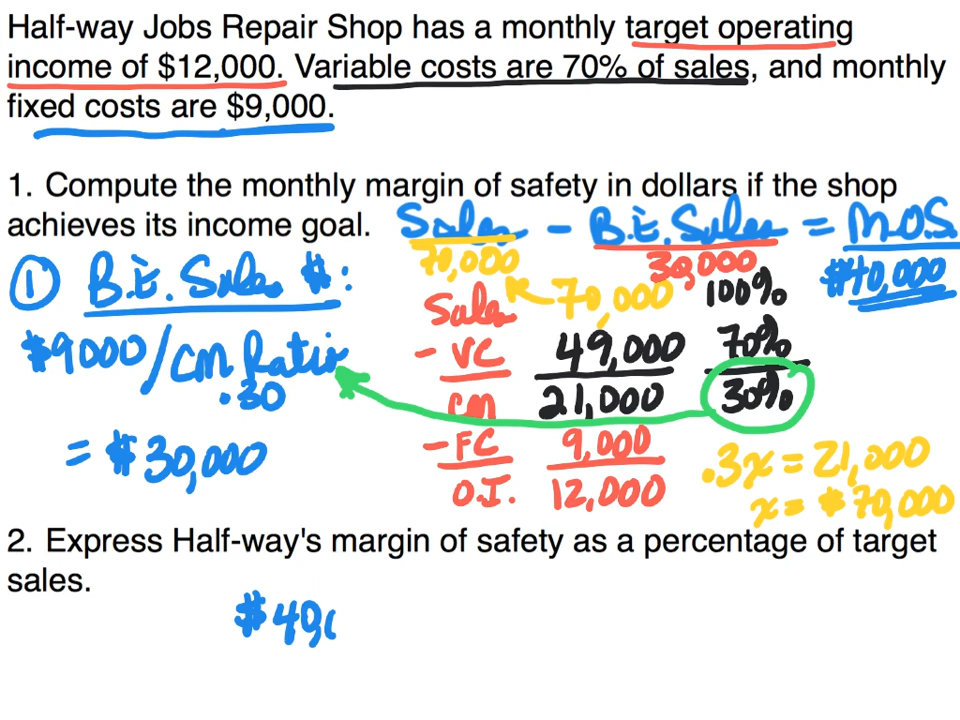 Half-way Jobs Repair Shop has a monthly target operating
income of $12,000. Variable costs are 70% of sales, and monthly
fixed costs are $9,000.
1. Compute the monthly margin of safety in dollars if the shop
achieves its income goal. Sales - B.E. Sales = M.O.S
70,000 30,000 $40,000
① B.E. Sales $:
Sales 70,000 100%
$9000/CM Ratio
.30
- VC 49,000 70%
CM 21,000 30%
= $30,000
- FC 9,000
O.I. 12,000
.3x = 21,000
x = $70,000
2. Express Half-way's margin of safety as a percentage of target
sales.
$40,(